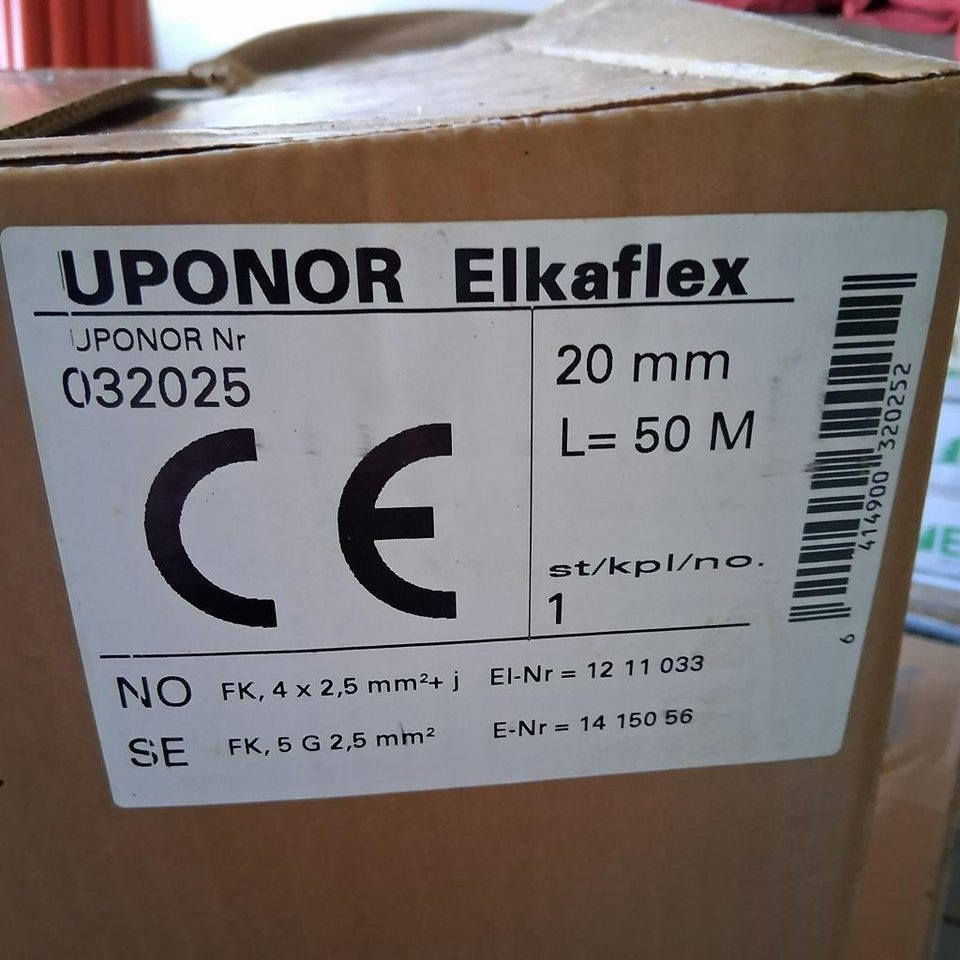 UPONOR Elkaflex
UPONOR Nr
032025
CE
20 mm
L= 50 M
st/kpl/no.
1
6 414900 320252
NO FK, 4 x 2,5 mm²+ j El-Nr = 12 11 033
SE FK, 5 G 2,5 mm² E-Nr = 14 150 56